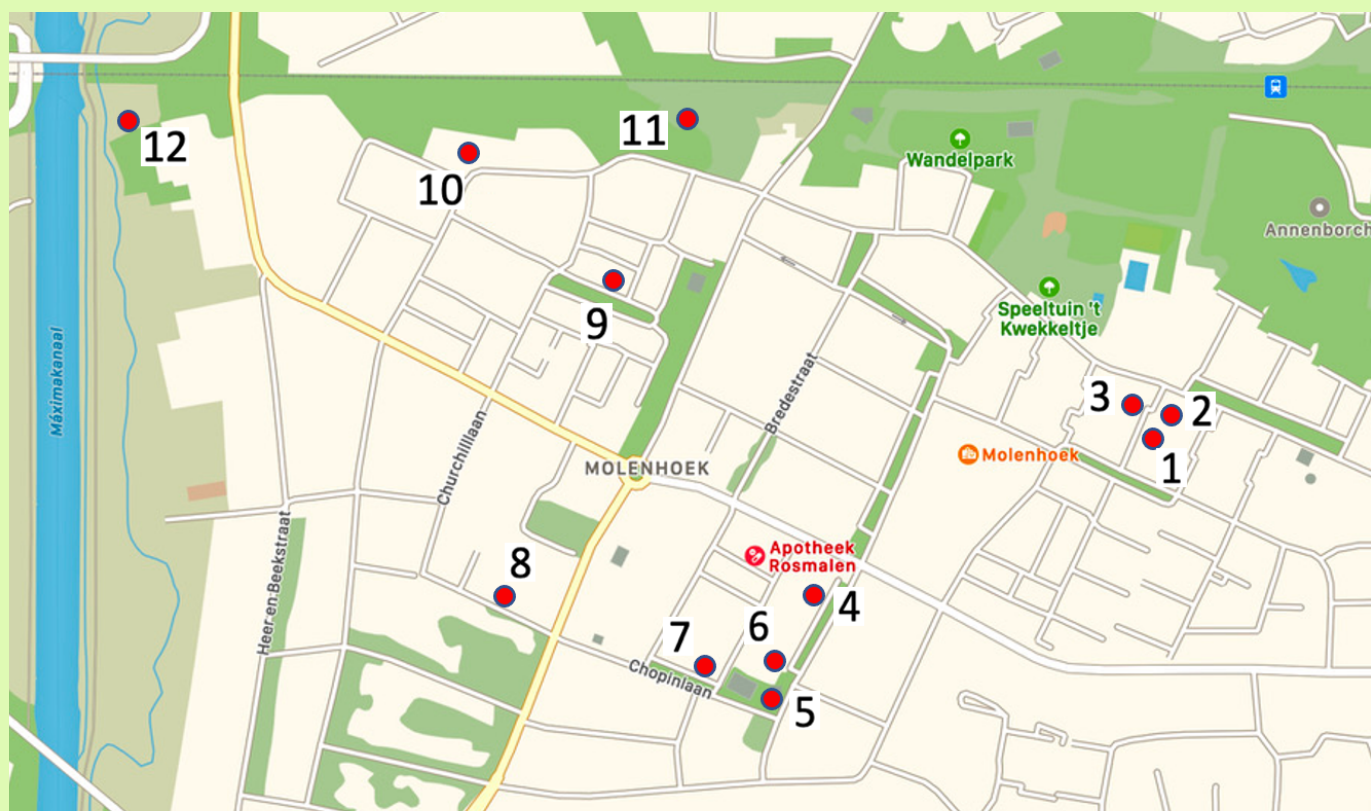 11
12
Wandelpark
10
Annenborch
Speeltuin 't
Kwekkeltje
9
Máximakanaal
Bredestraat
3
2
Churchilllaan
MOLENHOEK
Molenhoek
1
Heer en Beekstraat
8
Apotheek
Rosmalen
4
7
6
Chopinlaan
5